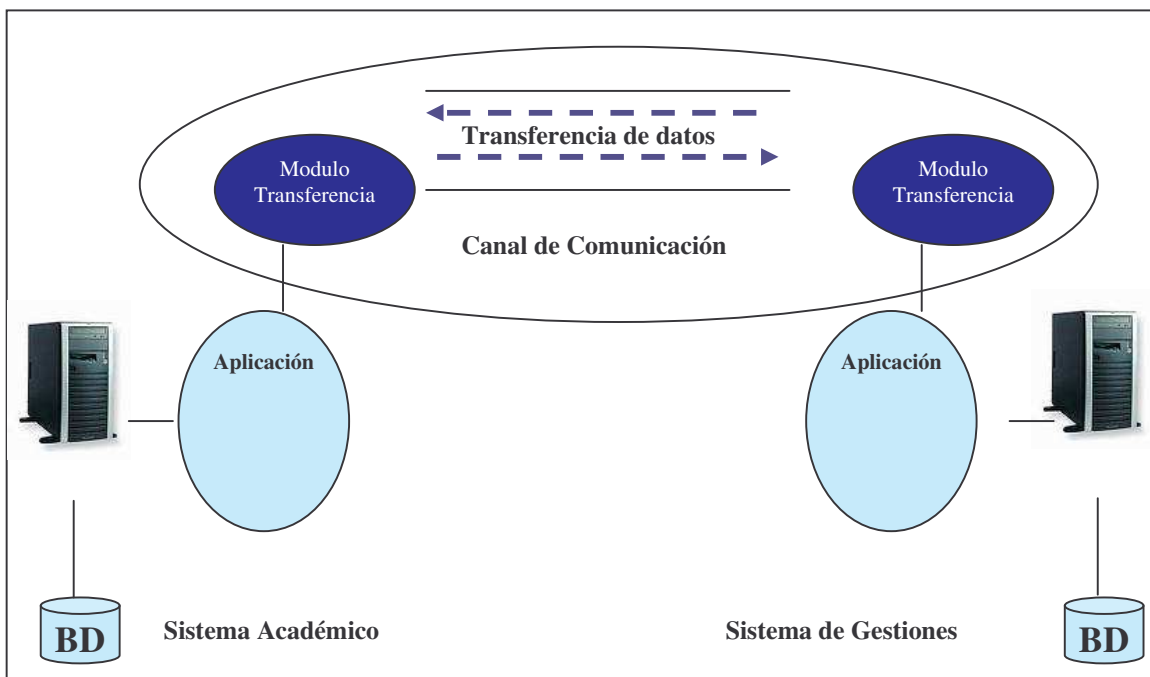 Transferencia de datos
Modulo
Transferencia
Modulo
Transferencia
Canal de Comunicación
Aplicación
Aplicación
BD
Sistema Académico
Sistema de Gestiones
BD